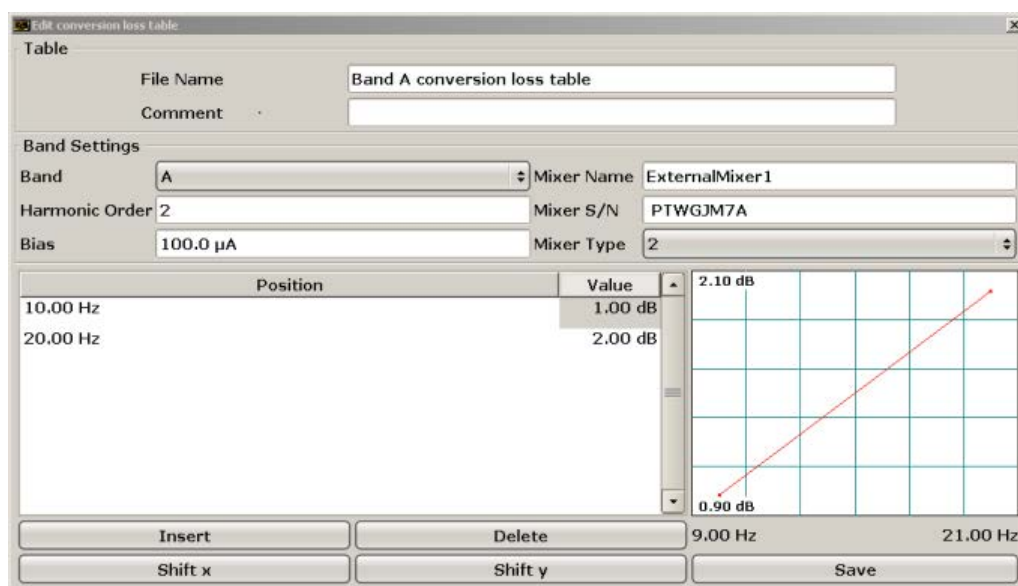 Edit conversion loss table
Table
File Name Band A conversion loss table
Comment
Band Settings
Band A Mixer Name ExternalMixer1
Harmonic Order 2 Mixer S/N PTWGJM7A
Bias 100.0 µA Mixer Type 2
Position Value
10.00 Hz 1.00 dB
20.00 Hz 2.00 dB
2.10 dB
0.90 dB
9.00 Hz 21.00 Hz
Insert Delete
Shift x Shift y Save